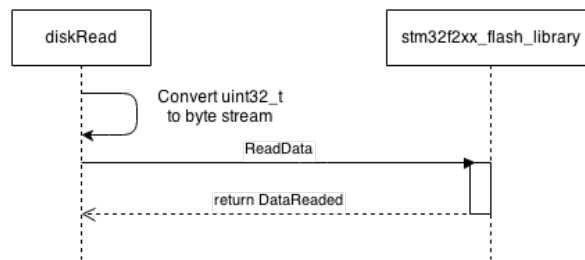 diskRead
stm32f2xx_flash_library
Convert uint32_t
to byte stream
ReadData
return DataReaded